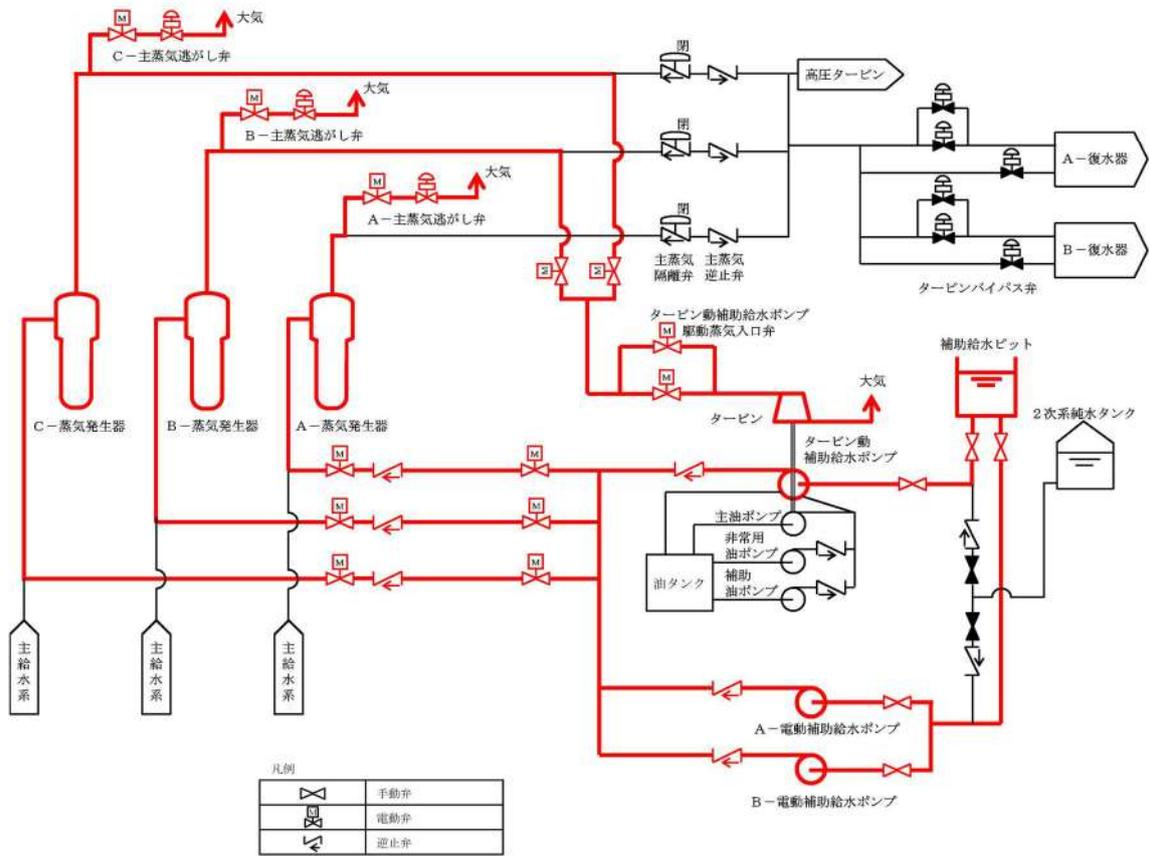 大気
C－主蒸気逃がし弁
大気
B－主蒸気逃がし弁
大気
A－主蒸気逃がし弁
閉
閉
閉
高圧タービン
主蒸気
隔離弁
主蒸気
逆止弁
A－復水器
B－復水器
タービンバイパス弁
M
M
M
M
M
タービン動補助給水ポンプ
駆動蒸気入口弁
M
M
補助給水ピット
大気
タービン
2次系純水タンク
C－蒸気発生器
B－蒸気発生器
A－蒸気発生器
タービン動
補助給水ポンプ
M
M
M
M
M
M
主油ポンプ
非常用
油ポンプ
補助
油ポンプ
油タンク
主給水系
主給水系
主給水系
A－電動補助給水ポンプ
B－電動補助給水ポンプ
凡例
手動弁
M
電動弁
逆止弁